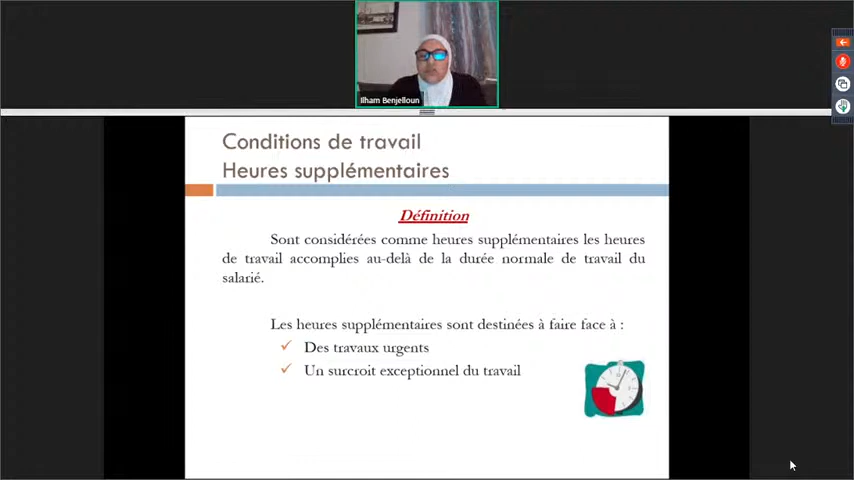 Ilham Benjelloun
Conditions de travail
Heures supplémentaires
Définition
Sont considérées comme heures supplémentaires les heures
de travail accomplies au-delà de la durée normale de travail du
salarié.
Les heures supplémentaires sont destinées à faire face à :
Des travaux urgents
Un surcroit exceptionnel du travail